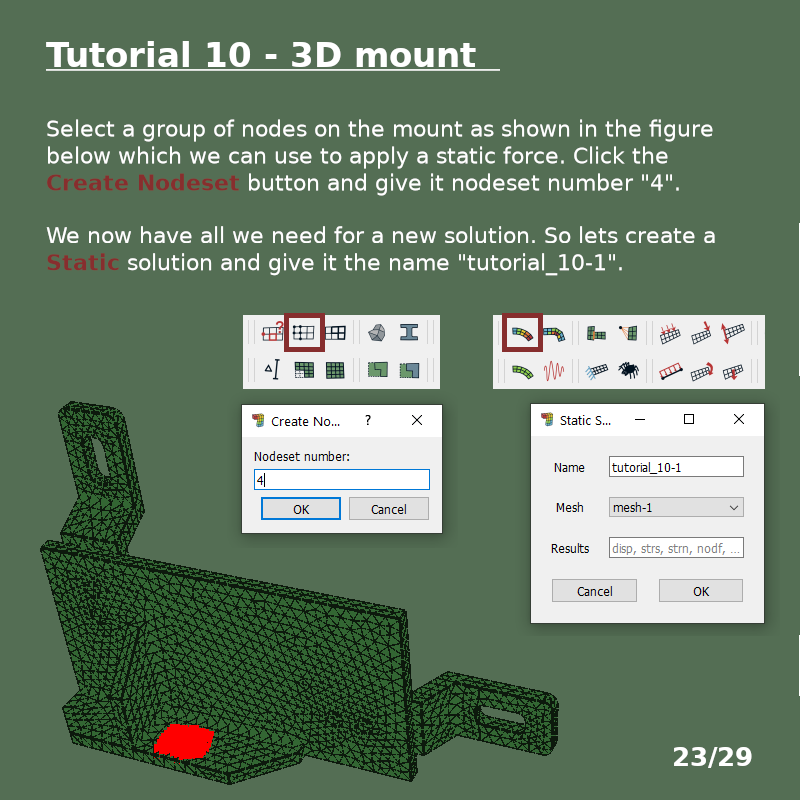 Tutorial 10 - 3D mount
Select a group of nodes on the mount as shown in the figure
below which we can use to apply a static force. Click the
Create Nodeset button and give it nodeset number "4".
We now have all we need for a new solution. So lets create a
Static solution and give it the name "tutorial_10-1".
Create No... ?
Nodeset number:
4
OK Cancel
Static S...
Name tutorial_10-1
Mesh mesh-1
Results disp, strs, strn, nodf, ...
Cancel OK
23/29